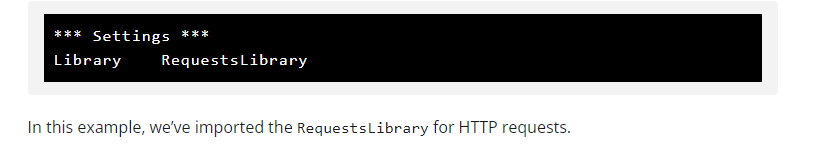 *** Settings ***
Library    RequestsLibrary
In this example, we’ve imported the RequestsLibrary for HTTP requests.